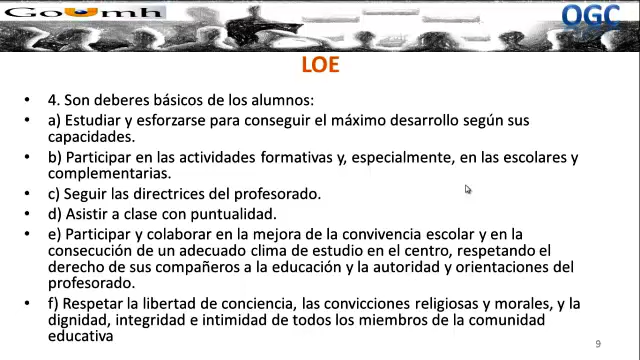 GOUmh
OGC
LOE
• 4. Son deberes básicos de los alumnos:
• a) Estudiar y esforzarse para conseguir el máximo desarrollo según sus
capacidades.
• b) Participar en las actividades formativas y, especialmente, en las escolares y
complementarias.
• c) Seguir las directrices del profesorado.
• d) Asistir a clase con puntualidad.
• e) Participar y colaborar en la mejora de la convivencia escolar y en la
consecución de un adecuado clima de estudio en el centro, respetando el
derecho de sus compañeros a la educación y la autoridad y orientaciones del
profesorado.
• f) Respetar la libertad de conciencia, las convicciones religiosas y morales, y la
dignidad, integridad e intimidad de todos los miembros de la comunidad
educativa
9